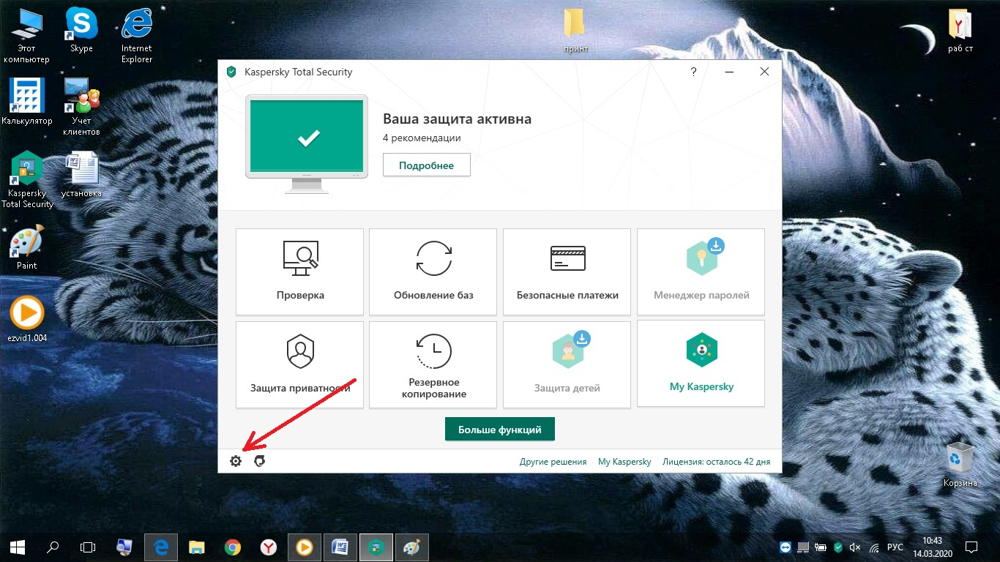 Этот
компьютер
Skype
Internet
Explorer
принт
раб ст
Калькулятор
Учет
клиентов
Kaspersky
Total Security
установка
Paint
ezvid1.004
Kaspersky Total Security
?
Ваша защита активна
4 рекомендации
Подробнее
Проверка
Обновление баз
Безопасные платежи
Менеджер паролей
Защита приватности
Резервное
копирование
Защита детей
My Kaspersky
Больше функций
Другие решения
My Kaspersky
Лицензия: осталось 42 дня
Корзина
РУС
10:43
14.03.2020